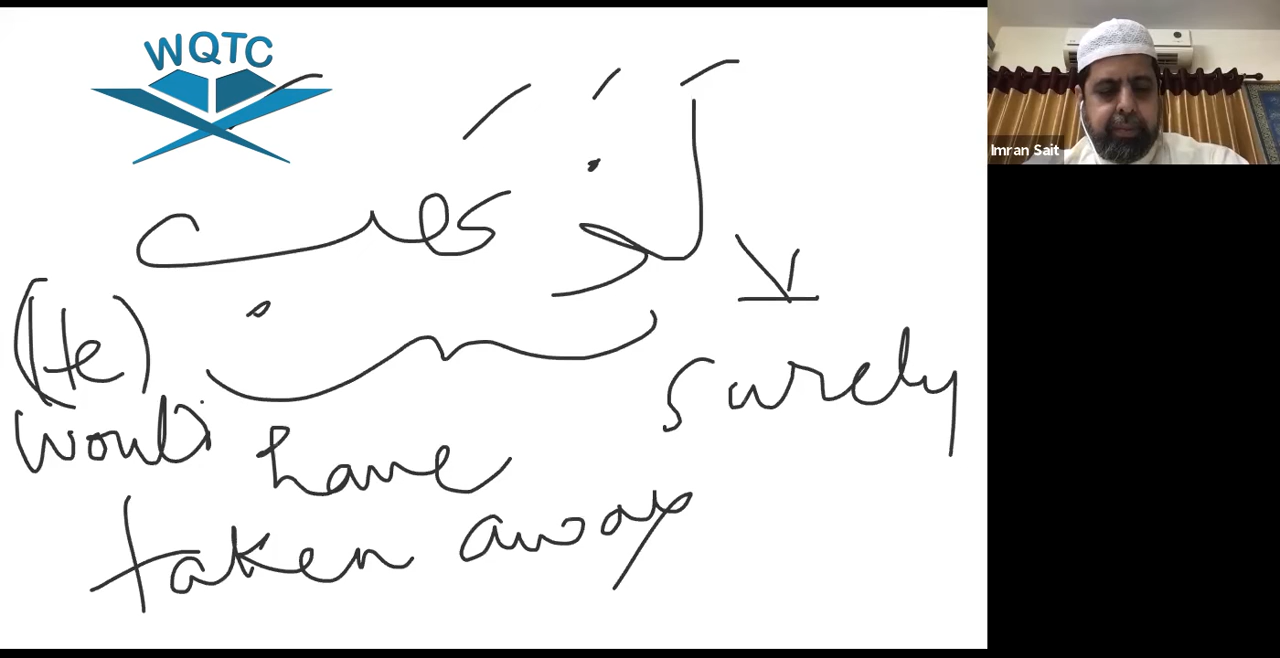 WQTC
لَذَهَبَ
surely
(He)
would have
taken away
Imran Sait